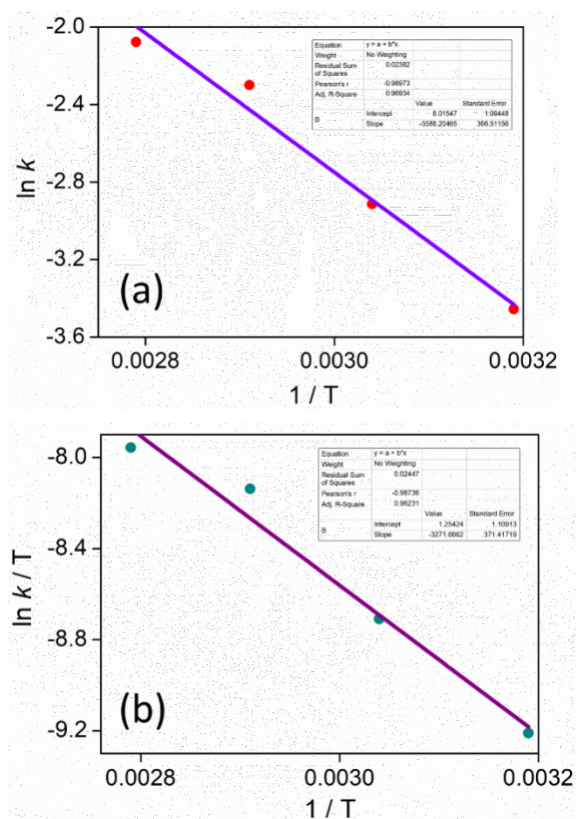 -2.0
-2.4
-2.8
-3.2
-3.6
ln k
(a)
Equation y = a + b*x
Weight No Weighting
Residual Sum
of Squares 0.02382
Pearson's r -0.98973
Adj. R-Square 0.96934
Value Standard Error
B Intercept 8.01547 1.09448
Slope -3588.20465 366.51156
0.0028 0.0030 0.0032
1 / T
-8.0
-8.4
-8.8
-9.2
ln k / T
(b)
Equation y = a + b*x
Weight No Weighting
Residual Sum
of Squares 0.02447
Pearson's r -0.98736
Adj. R-Square 0.96231
Value Standard Error
B Intercept 1.25424 1.10913
Slope -3271.6662 371.41719
0.0028 0.0030 0.0032
1 / T